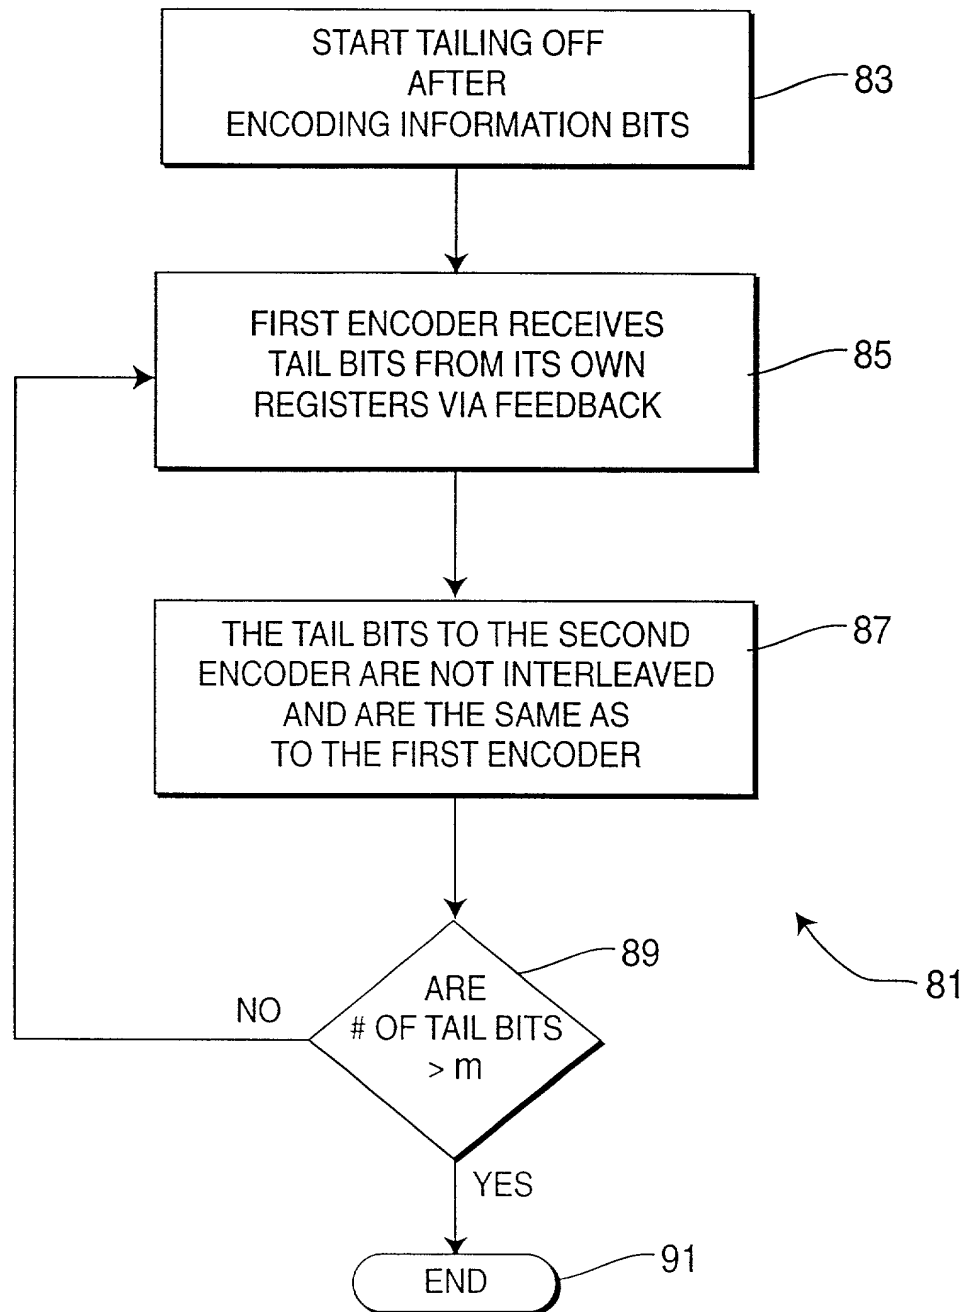 START TAILING OFF
AFTER
ENCODING INFORMATION BITS
83
FIRST ENCODER RECEIVES
TAIL BITS FROM ITS OWN
REGISTERS VIA FEEDBACK
85
THE TAIL BITS TO THE SECOND
ENCODER ARE NOT INTERLEAVED
AND ARE THE SAME AS
TO THE FIRST ENCODER
87
ARE
# OF TAIL BITS
> m
89
NO
81
YES
END
91